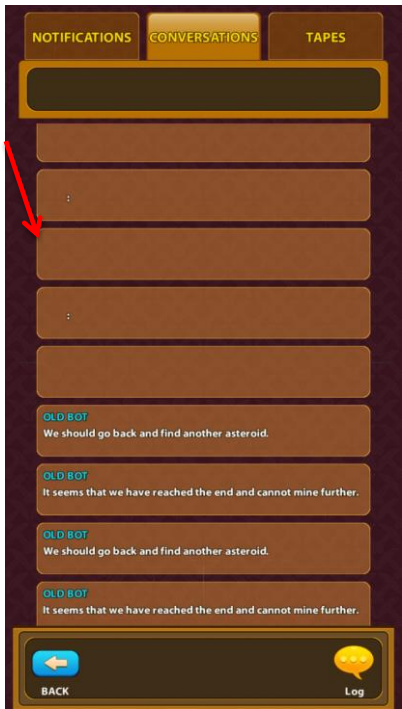 NOTIFICATIONS CONVERSATIONS TAPES
:
:
OLD BOT
We should go back and find another asteroid.
OLD BOT
It seems that we have reached the end and cannot mine further.
OLD BOT
We should go back and find another asteroid.
OLD BOT
It seems that we have reached the end and cannot mine further.
BACK Log